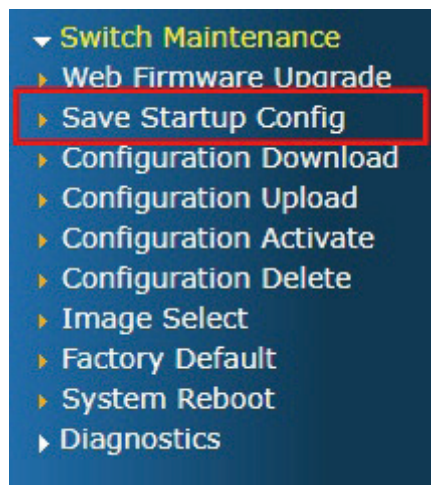 Switch Maintenance
Web Firmware Upgrade
Save Startup Config
Configuration Download
Configuration Upload
Configuration Activate
Configuration Delete
Image Select
Factory Default
System Reboot
Diagnostics